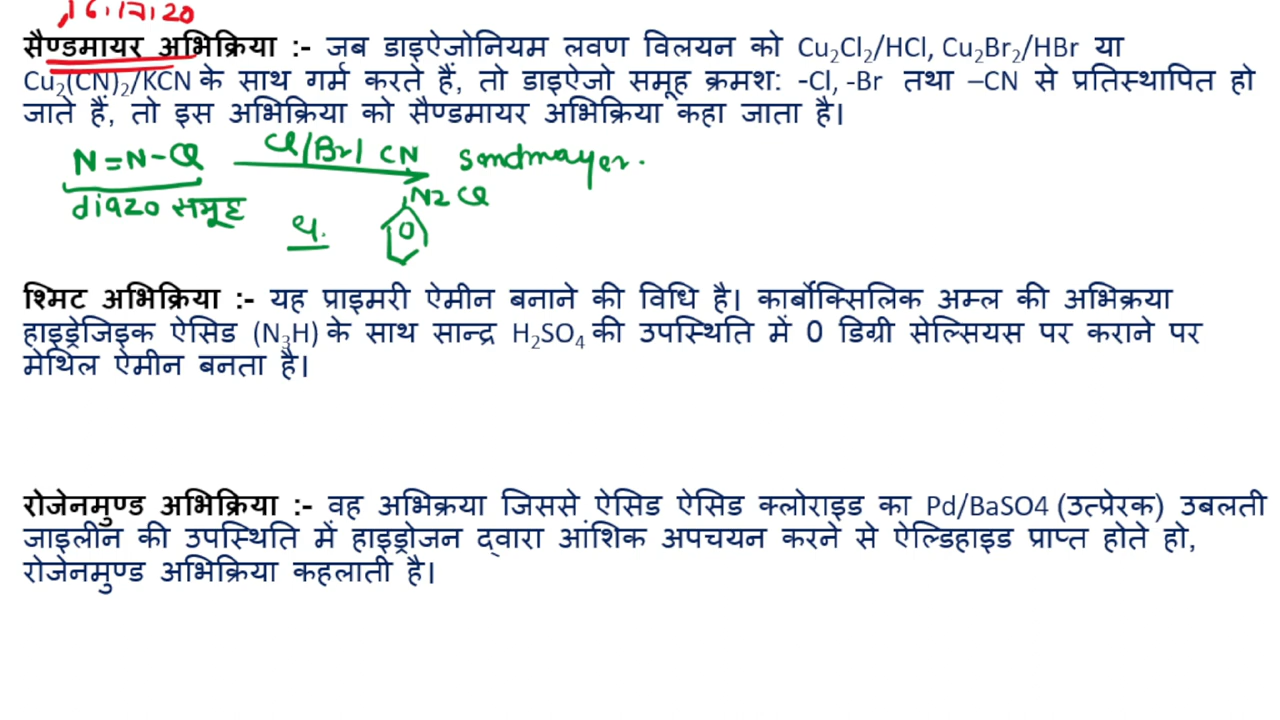 सैण्डमायर अभिक्रिया :- जब डाइऐजोनियम लवण विलयन को Cu₂Cl₂/HCl, Cu₂Br₂/HBr या
Cu₂(CN)₂/KCN के साथ गर्म करते हैं, तो डाइऐजो समूह क्रमश: -Cl, -Br तथा –CN से प्रतिस्थापित हो
जाते हैं, तो इस अभिक्रिया को सैण्डमायर अभिक्रिया कहा जाता है।
N=N-Cl Cl/Br/CN Sandmayer.
diazo समूह
N2Cl
श्मिट अभिक्रिया :- यह प्राइमरी ऐमीन बनाने की विधि है। कार्बोक्सिलिक अम्ल की अभिक्रया
हाइड्रेजिइक ऐसिड (N₃H) के साथ सान्द्र H₂SO₄ की उपस्थिति में 0 डिग्री सेल्सियस पर कराने पर
मेथिल ऐमीन बनता है।
रोजेनमुण्ड अभिक्रिया :- वह अभिक्रया जिससे ऐसिड ऐसिड क्लोराइड का Pd/BaSO4 (उत्प्रेरक) उबलती
जाइलीन की उपस्थिति में हाइड्रोजन द्वारा आंशिक अपचयन करने से ऐल्डिहाइड प्राप्त होते हो,
रोजेनमुण्ड अभिक्रिया कहलाती है।